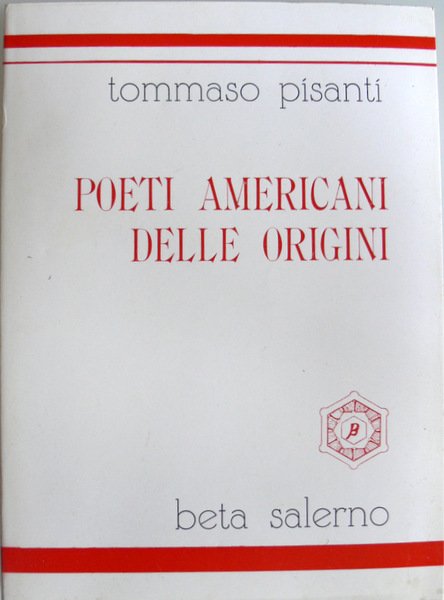 tommaso pisanti
POETI AMERICANI
DELLE ORIGINI
β
beta salerno